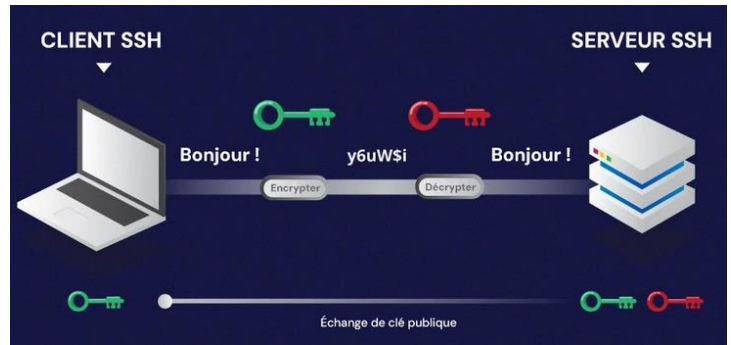 CLIENT SSH
SERVEUR SSH
Bonjour !
y6uW$i
Bonjour !
Encrypter
Décrypter
Échange de clé publique